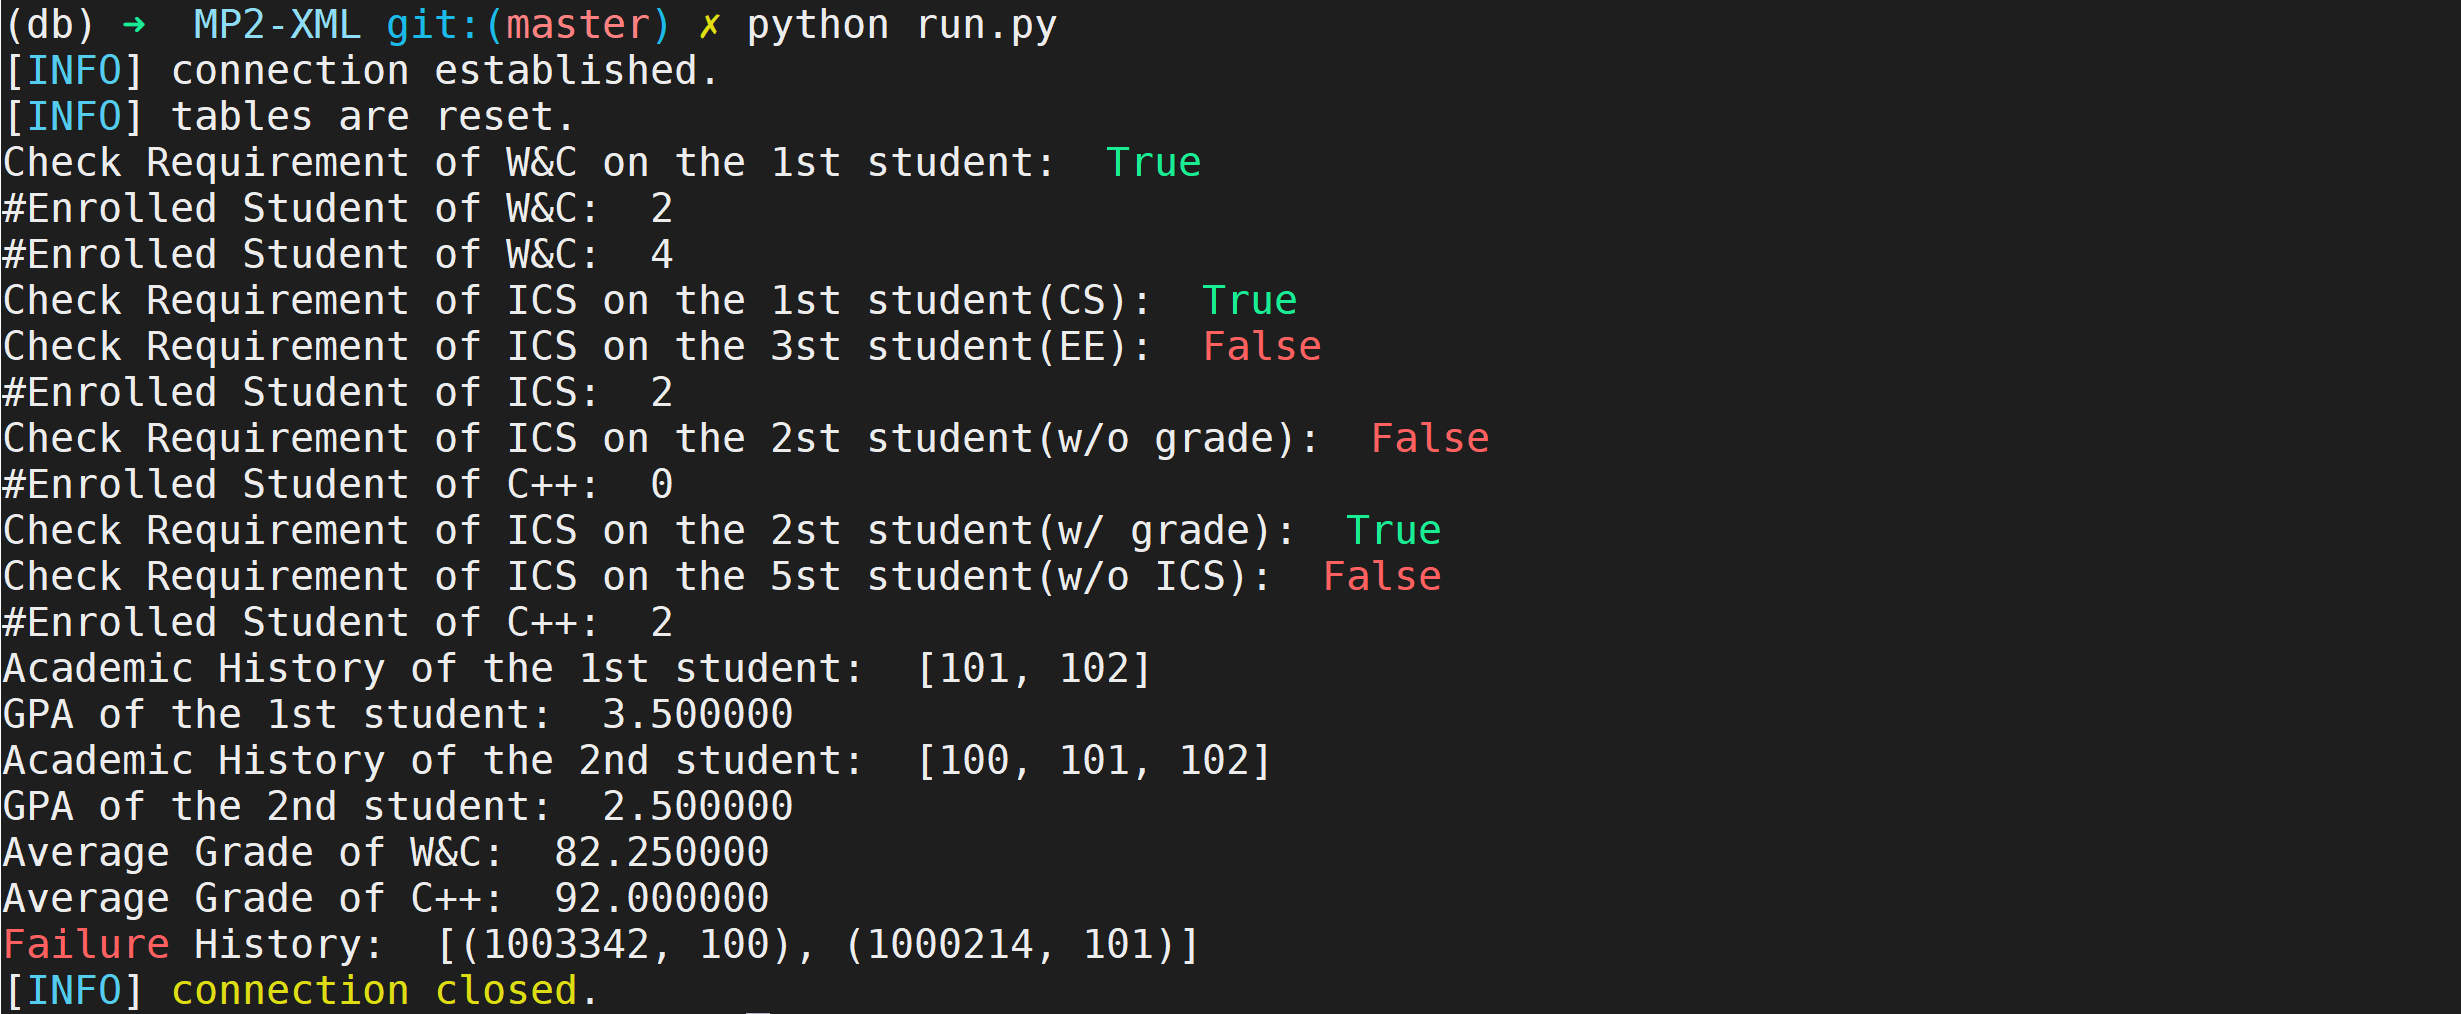 (db) ➜  MP2-XML git:(master) ✗ python run.py
[INFO] connection established.
[INFO] tables are reset.
Check Requirement of W&C on the 1st student:  True
#Enrolled Student of W&C:  2
#Enrolled Student of W&C:  4
Check Requirement of ICS on the 1st student(CS):  True
Check Requirement of ICS on the 3st student(EE):  False
#Enrolled Student of ICS:  2
Check Requirement of ICS on the 2st student(w/o grade):  False
#Enrolled Student of C++:  0
Check Requirement of ICS on the 2st student(w/ grade):  True
Check Requirement of ICS on the 5st student(w/o ICS):  False
#Enrolled Student of C++:  2
Academic History of the 1st student:  [101, 102]
GPA of the 1st student:  3.500000
Academic History of the 2nd student:  [100, 101, 102]
GPA of the 2nd student:  2.500000
Average Grade of W&C:  82.250000
Average Grade of C++:  92.000000
Failure History:  [(1003342, 100), (1000214, 101)]
[INFO] connection closed.